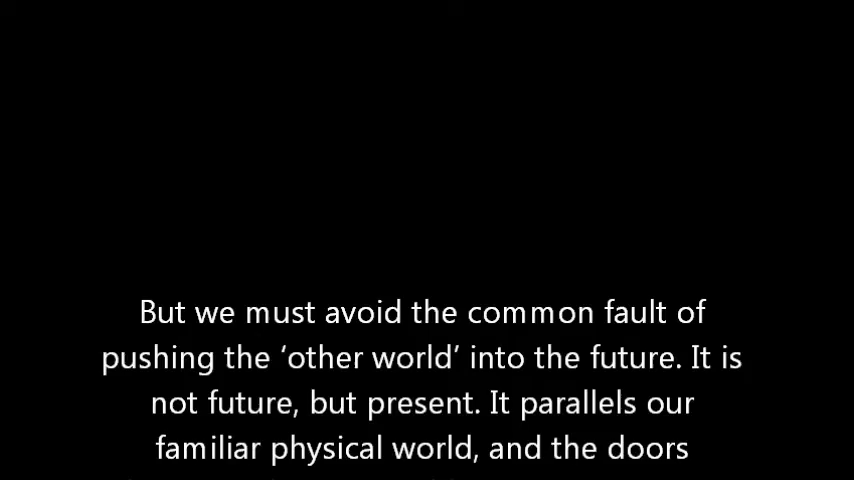 But we must avoid the common fault of
pushing the ‘other world’ into the future. It is
not future, but present. It parallels our
familiar physical world, and the doors